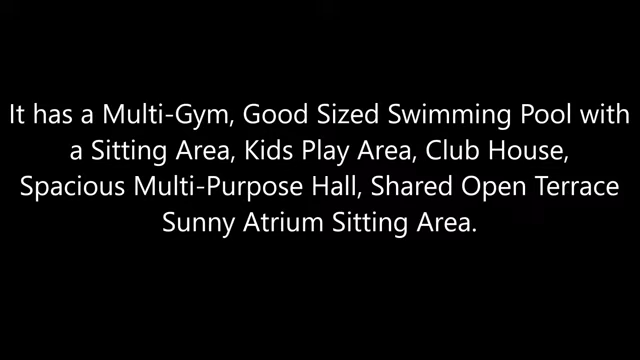 It has a Multi-Gym, Good Sized Swimming Pool with
a Sitting Area, Kids Play Area, Club House,
Spacious Multi-Purpose Hall, Shared Open Terrace
Sunny Atrium Sitting Area.